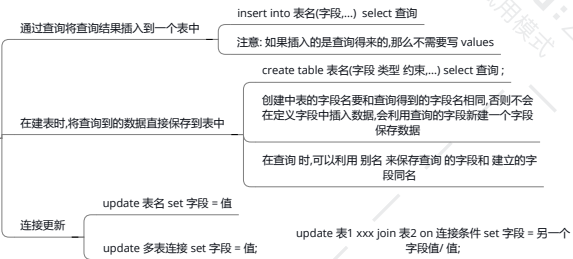 通过查询将查询结果插入到一个表中
insert into 表名(字段,...)  select 查询
注意: 如果插入的是查询得来的,那么不需要写 values
在建表时,将查询到的数据直接保存到表中
create table 表名(字段 类型 约束,...) select 查询 ;
创建中表的字段名要和查询得到的字段名相同,否则不会
在定义字段中插入数据,会利用查询的字段新建一个字段
保存数据
在查询 时,可以利用 别名 来保存查询 的字段和 建立的字
段同名
连接更新
update 表名 set 字段 = 值
update 多表连接 set 字段 = 值;
update 表1 xxx join 表2 on 连接条件 set 字段 = 另一个
字段值/ 值;
用模式